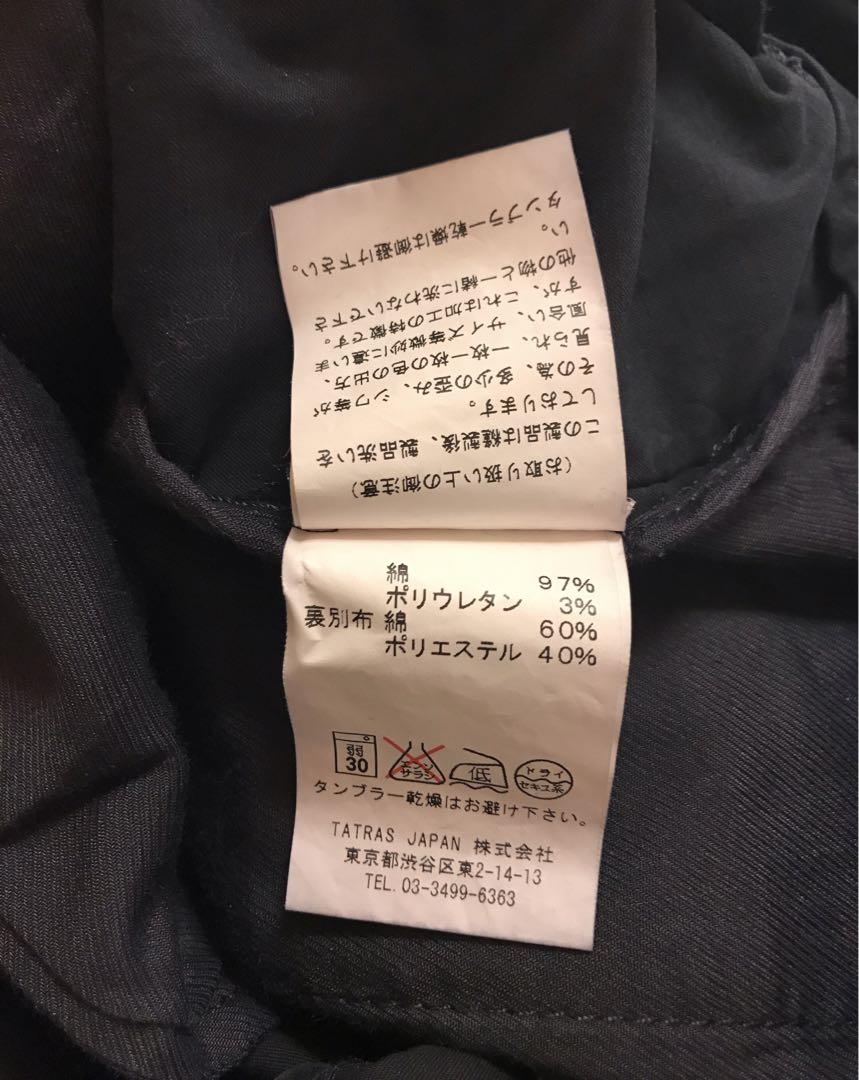 (お取り扱い上の御注意)
この製品は縫製後、製品洗いを
しております。
その為、多少の歪み、シワ等が
見られ、一枚一枚の色の出方、
風合い、サイズ等微妙に違いま
すが、これは加工の特徴です。
他の物と一緒に洗わないで下さ
い。
タンブラー乾燥は御避け下さい。
綿 97%
ポリウレタン 3%
裏別布 綿 60%
ポリエステル 40%
弱
30
エンソ
サラシ
低
ドライ
セキユ系
タンブラー乾燥はお避け下さい。
TATRAS JAPAN 株式会社
東京都渋谷区東2-14-13
TEL.03-3499-6363